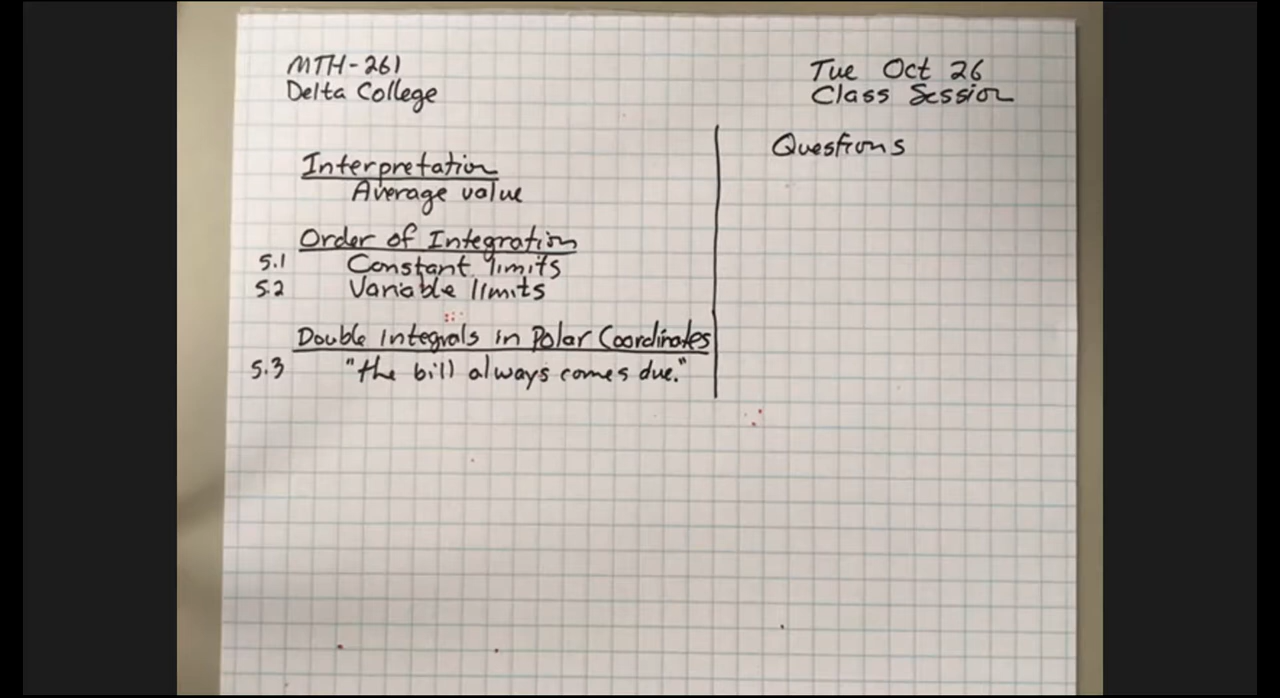 MTH-261
Delta College
Tue Oct 26
Class Session
Interpretation
Average value
Order of Integration
5.1 Constant limits
5.2 Variable limits
Double Integrals in Polar Coordinates
5.3 "the bill always comes due."
Questions